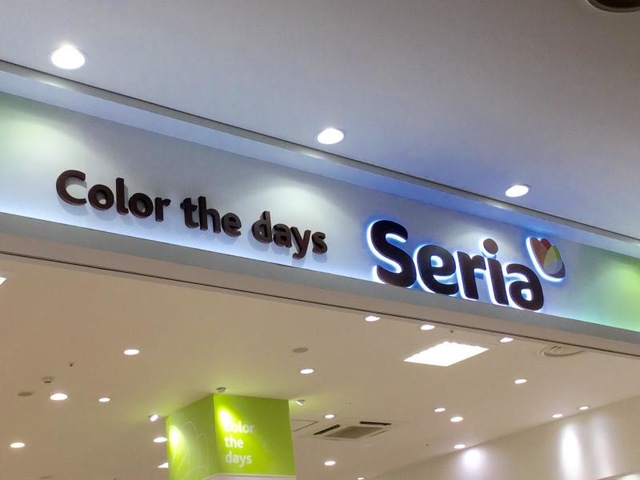 Color the days
Seria
Color
the
days